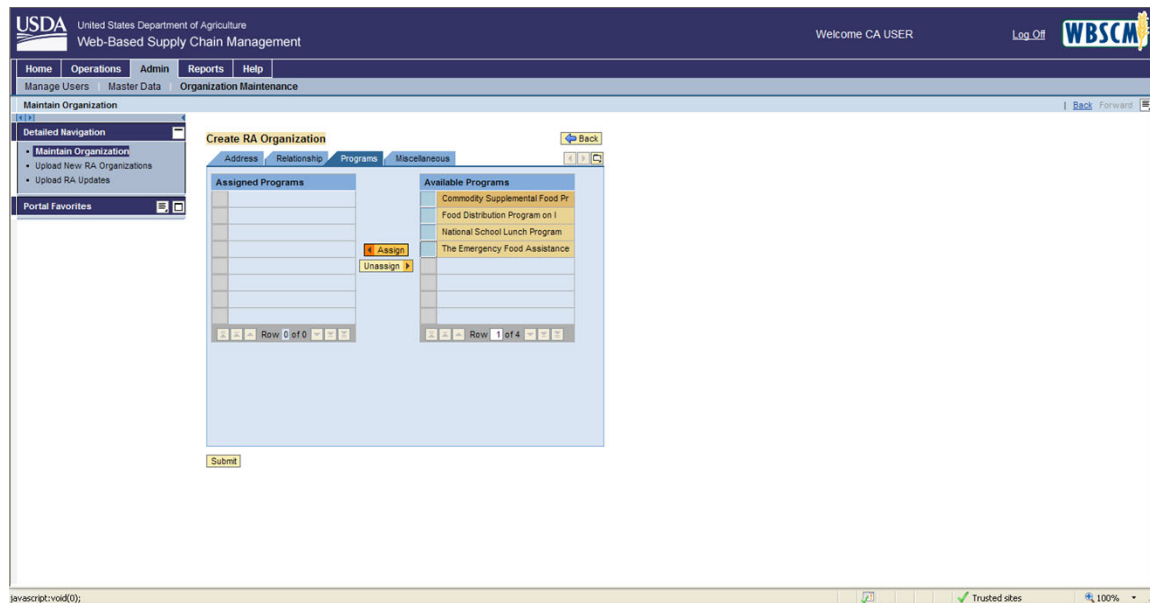 USDA United States Department of Agriculture
Web-Based Supply Chain Management
Welcome CA USER
Log Off
WBSCM
Home Operations Admin Reports Help
Manage Users Master Data Organization Maintenance
Maintain Organization
Back Forward
Detailed Navigation
Maintain Organization
Upload New RA Organizations
Upload RA Updates
Portal Favorites
Create RA Organization
Back
Address Relationship Programs Miscellaneous
Assigned Programs
Row 0 of 0
Assign
Unassign
Available Programs
Commodity Supplemental Food Pr
Food Distribution Program on I
National School Lunch Program
The Emergency Food Assistance
Row 1 of 4
Submit
javascript:void(0);
Trusted sites
100%